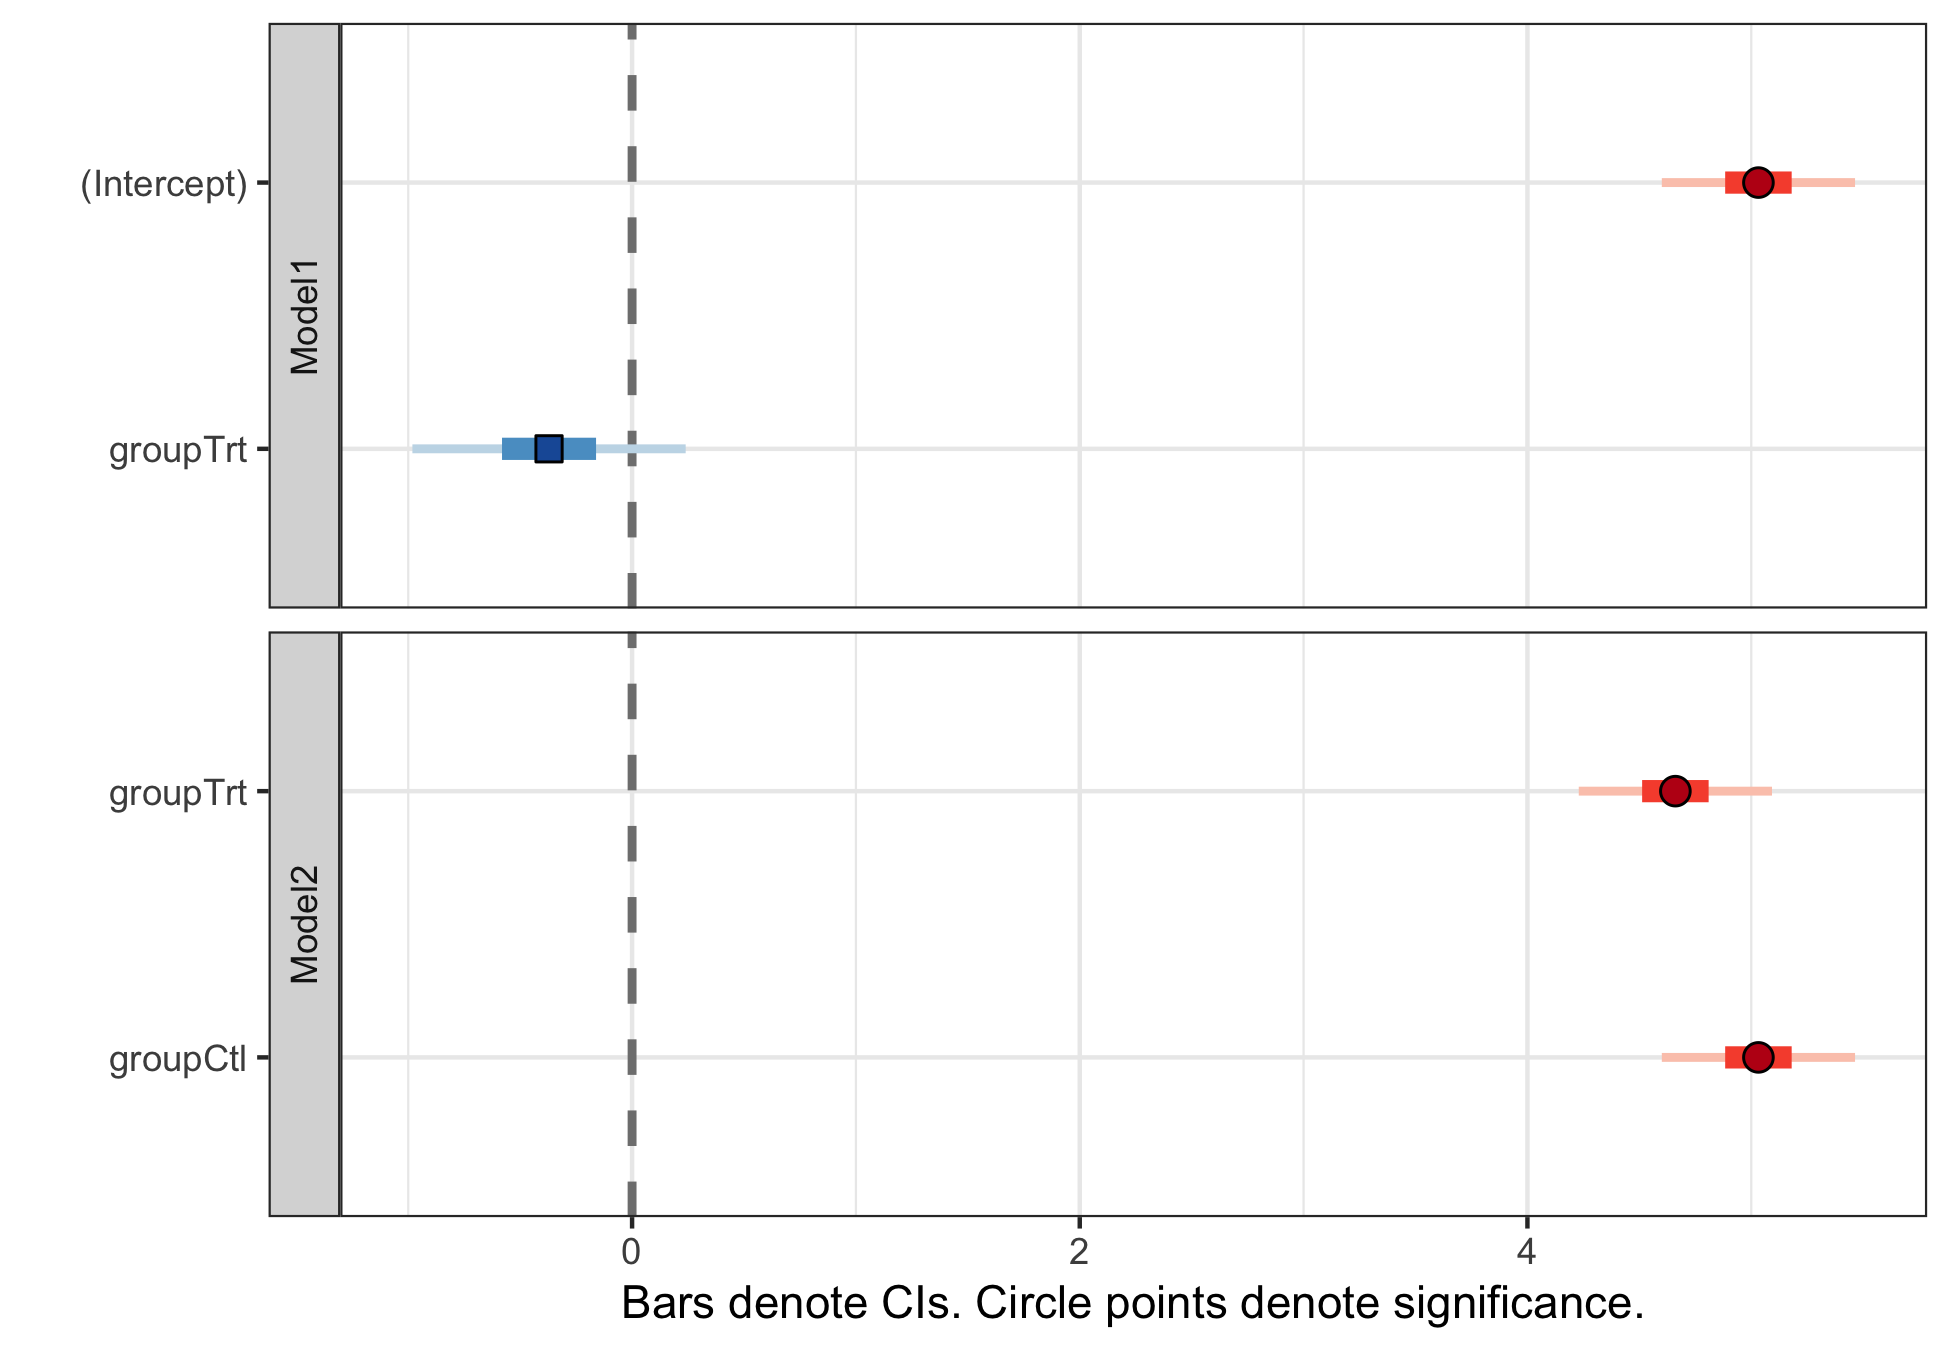 Model1
(Intercept)
groupTrt
Model2
groupTrt
groupCtl
0 2 4
Bars denote CIs. Circle points denote significance.